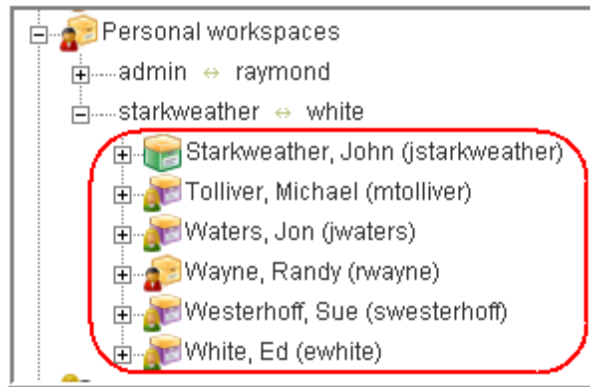 Personal workspaces
admin ↔ raymond
starkweather ↔ white
Starkweather, John (jstarkweather)
Tolliver, Michael (mtolliver)
Waters, Jon (jwaters)
Wayne, Randy (rwayne)
Westerhoff, Sue (swesterhoff)
White, Ed (ewhite)